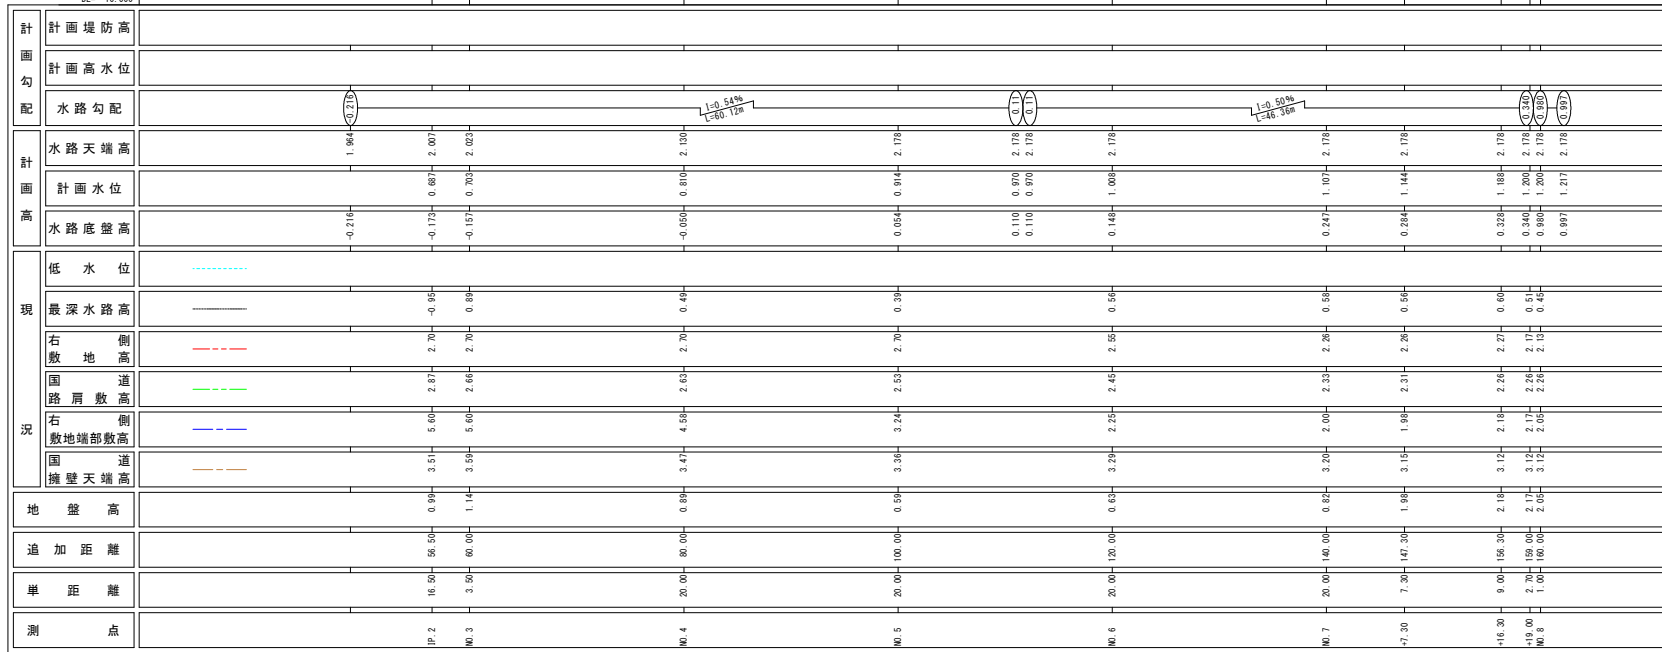 計画勾配
計画堤防高
計画高水位
水路勾配 -0.216 I=0.54% L=60.12m 0.11 0.11 I=0.50% L=46.36m 0.340 0.980 0.997
計画高
水路天端高 1.964 2.007 2.023 2.130 2.178 2.178 2.178 2.178 2.178 2.178 2.178 2.178 2.178 2.178
計画水位 0.687 0.703 0.810 0.914 0.970 0.970 1.008 1.107 1.144 1.188 1.200 1.200 1.217
水路底盤高 -0.216 -0.173 -0.157 -0.050 0.054 0.110 0.110 0.148 0.247 0.284 0.328 0.340 0.980 0.997
現況
低水位
最深水路高 -0.95 0.89 0.49 0.39 0.56 0.58 0.56 0.60 0.51 0.45
右側
敷地高 2.70 2.70 2.70 2.70 2.55 2.26 2.26 2.27 2.17 2.13
国道
路肩敷高 2.87 2.66 2.63 2.53 2.45 2.33 2.31 2.26 2.26 2.26
右側
敷地端部敷高 5.60 5.60 4.58 3.24 2.25 2.00 1.98 2.18 2.17 2.05
国道
擁壁天端高 3.51 3.59 3.47 3.36 3.29 3.20 3.15 3.12 3.12 3.12
地盤高 0.99 1.14 0.89 0.59 0.63 0.82 1.98 2.18 2.17 2.05
追加距離 56.50 60.00 80.00 100.00 120.00 140.00 147.30 156.30 159.00 160.00
単距離 16.50 3.50 20.00 20.00 20.00 20.00 7.30 9.00 2.70 1.00
測点 IP.2 NO.3 NO.4 NO.5 NO.6 NO.7 +7.30 +16.30 +19.00 NO.8